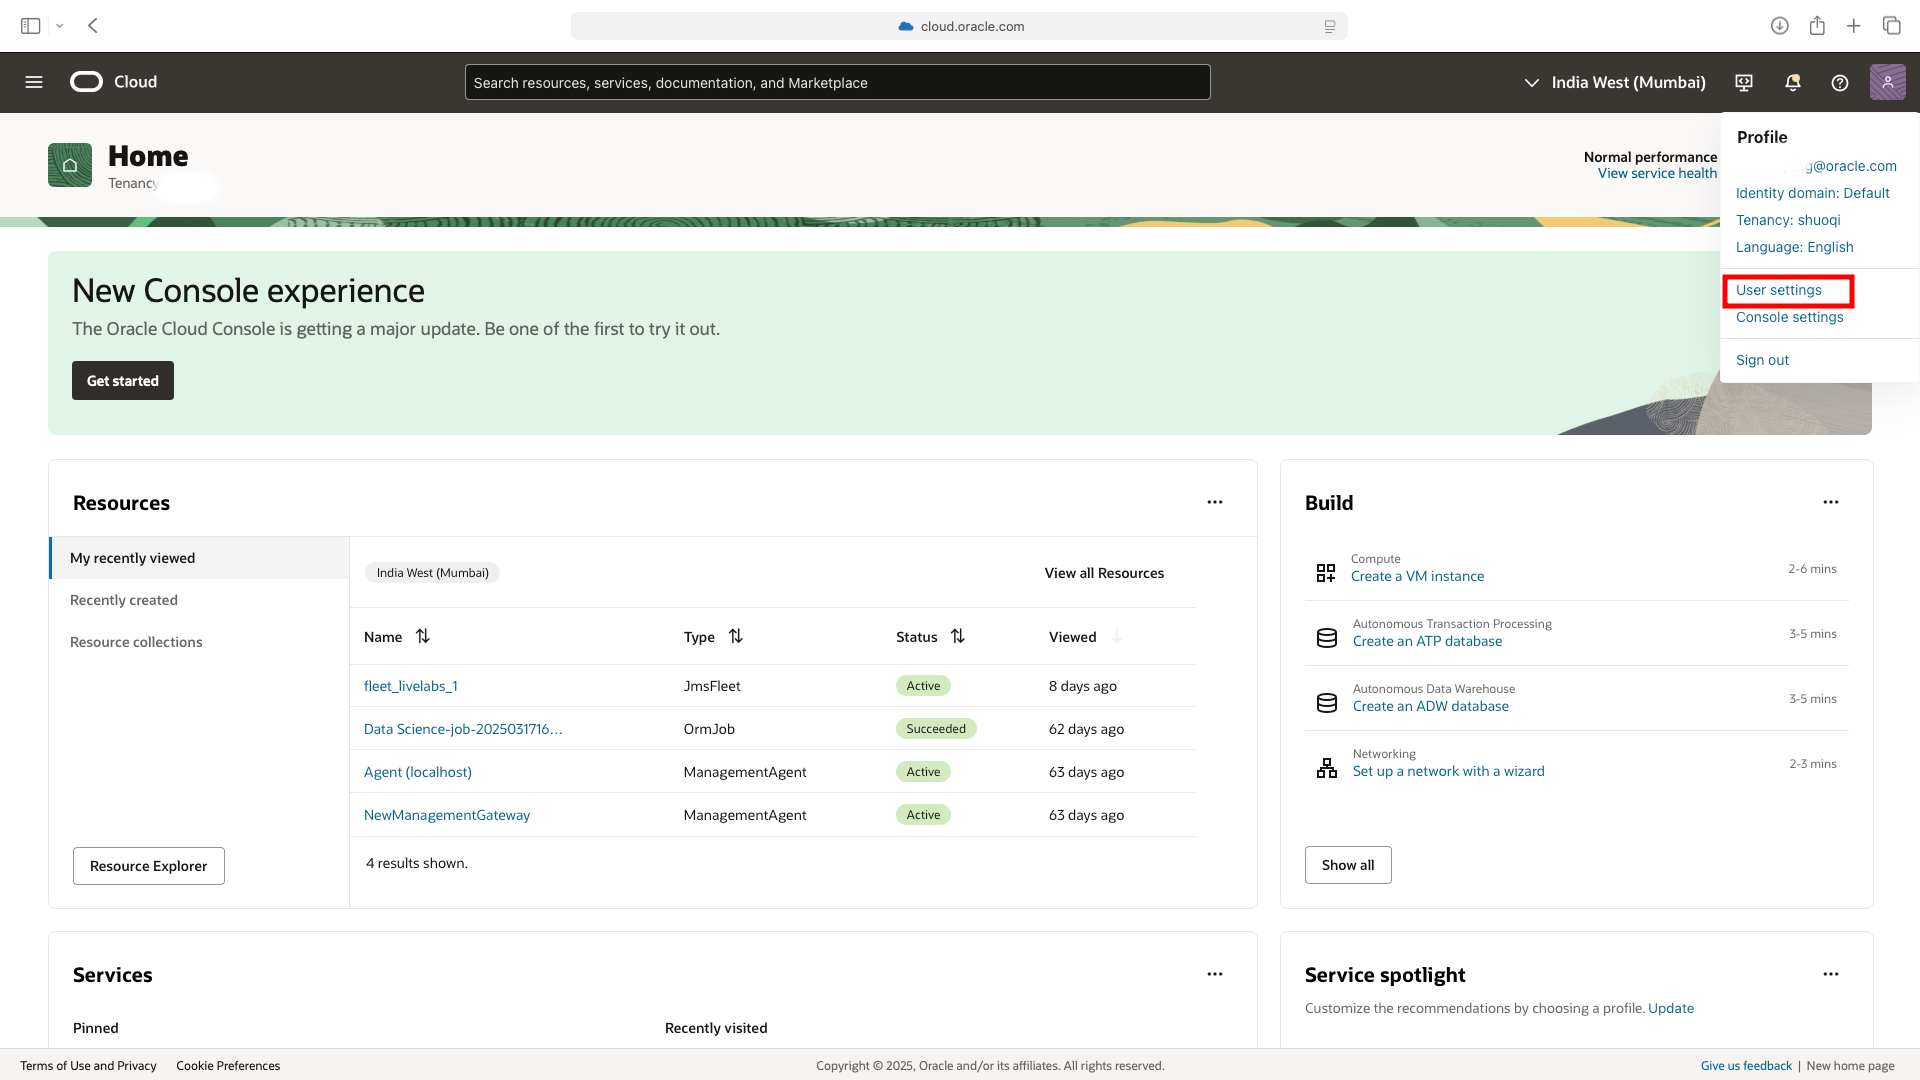 cloud.oracle.com
Cloud
Search resources, services, documentation, and Marketplace
India West (Mumbai)
Home
Tenancy
Normal performance
View service health
Profile
g@oracle.com
Identity domain: Default
Tenancy: shuoqi
Language: English
User settings
Console settings
Sign out
New Console experience
The Oracle Cloud Console is getting a major update. Be one of the first to try it out.
Get started
Resources
My recently viewed
Recently created
Resource collections
Resource Explorer
India West (Mumbai)
View all Resources
Name Type Status Viewed
fleet_livelabs_1 JmsFleet Active 8 days ago
Data Science-job-2025031716... OrmJob Succeeded 62 days ago
Agent (localhost) ManagementAgent Active 63 days ago
NewManagementGateway ManagementAgent Active 63 days ago
4 results shown.
Build
Compute
Create a VM instance
2-6 mins
Autonomous Transaction Processing
Create an ATP database
3-5 mins
Autonomous Data Warehouse
Create an ADW database
3-5 mins
Networking
Set up a network with a wizard
2-3 mins
Show all
Services
Pinned
Recently visited
Service spotlight
Customize the recommendations by choosing a profile. Update
Terms of Use and Privacy Cookie Preferences
Copyright © 2025, Oracle and/or its affiliates. All rights reserved.
Give us feedback | New home page